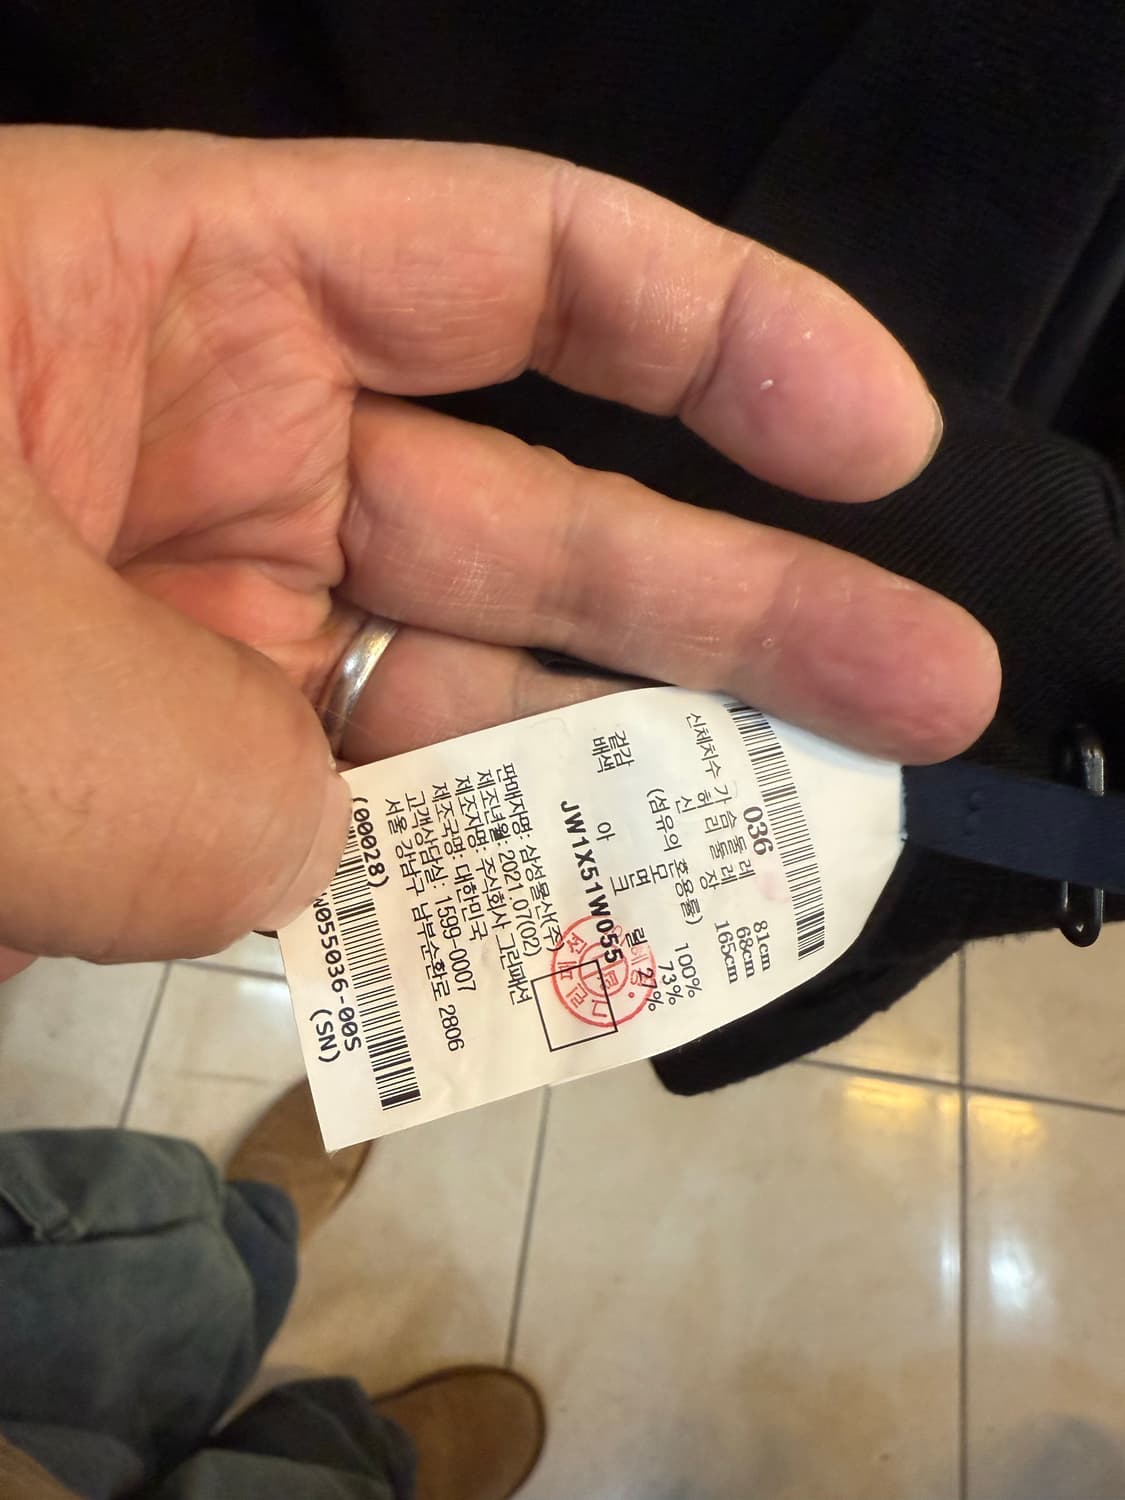 036
신체치수 가 슴 둘 레 81cm
허 리 둘 레 68cm
신 장 165cm
(섬유의 혼용률)
겉감 모 100%
배색 면 73%
아 크 릴 27%
JW1X51W055
판매자명: 삼성물산(주)
제조년월: 2021.07(02)
제조자명: 주식회사 그린패션
제조국명: 대한민국
고객상담실: 1599-0007
서울 강남구 남부순환로 2806
(00028)
W055036-00S
(SN)